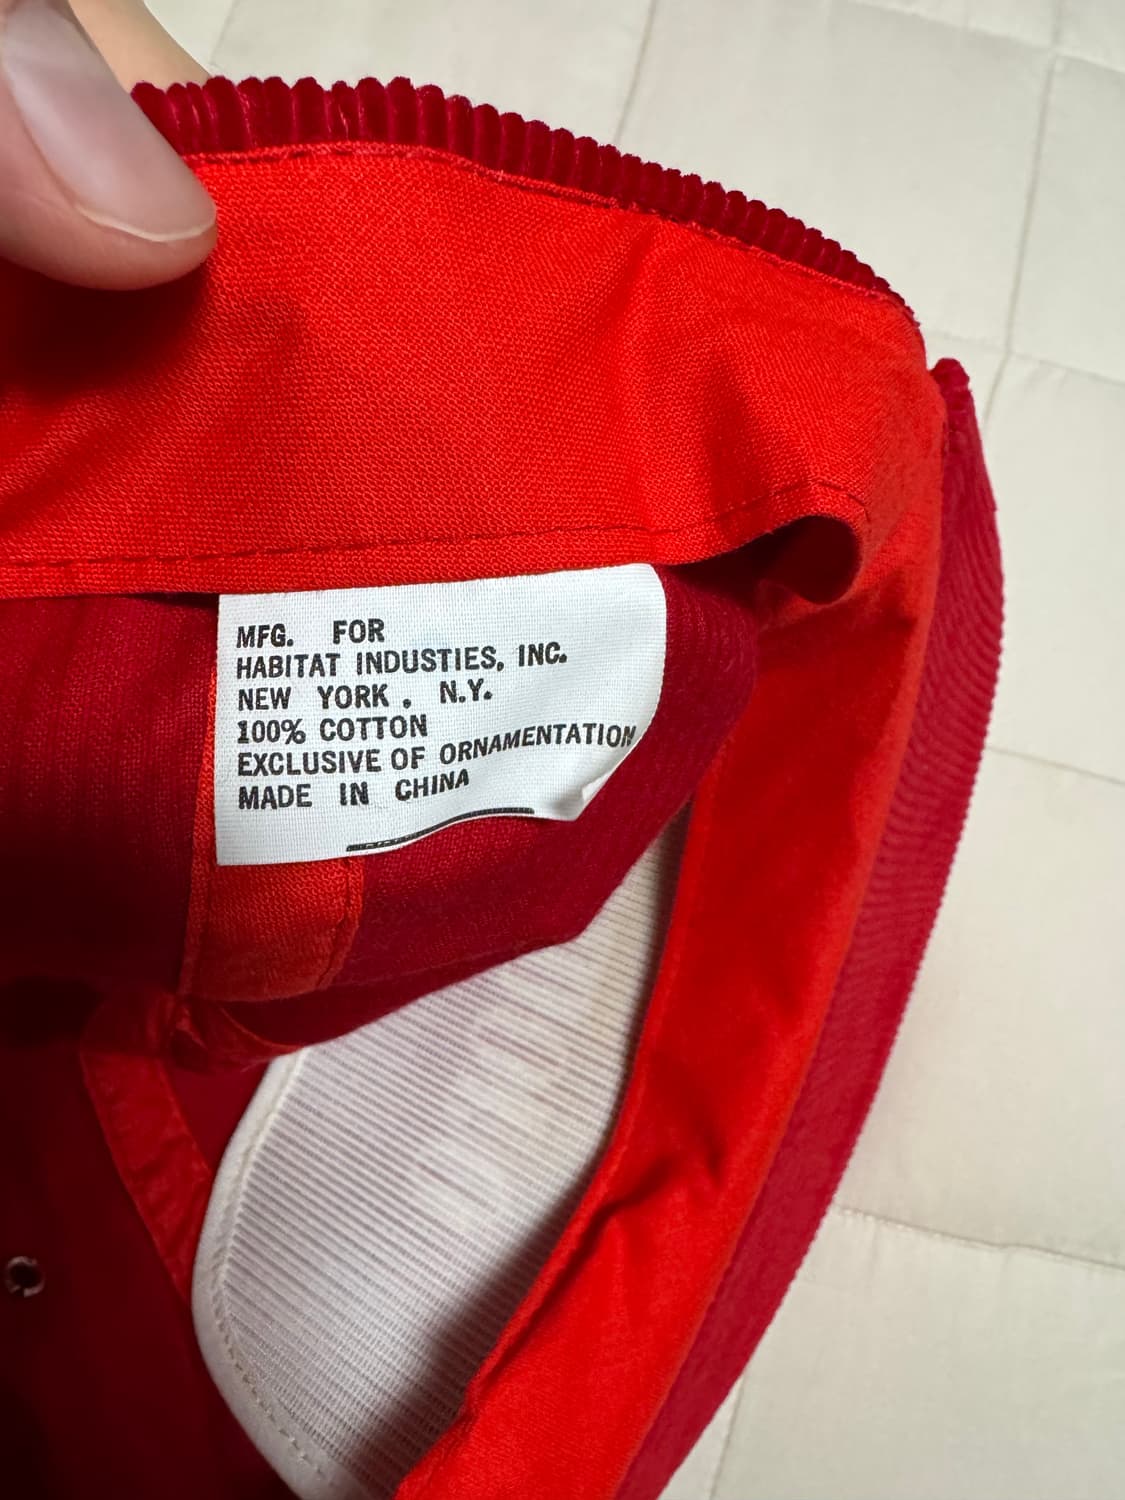 MFG. FOR
HABITAT INDUSTIES, INC.
NEW YORK . N.Y.
100% COTTON
EXCLUSIVE OF ORNAMENTATION
MADE IN CHINA